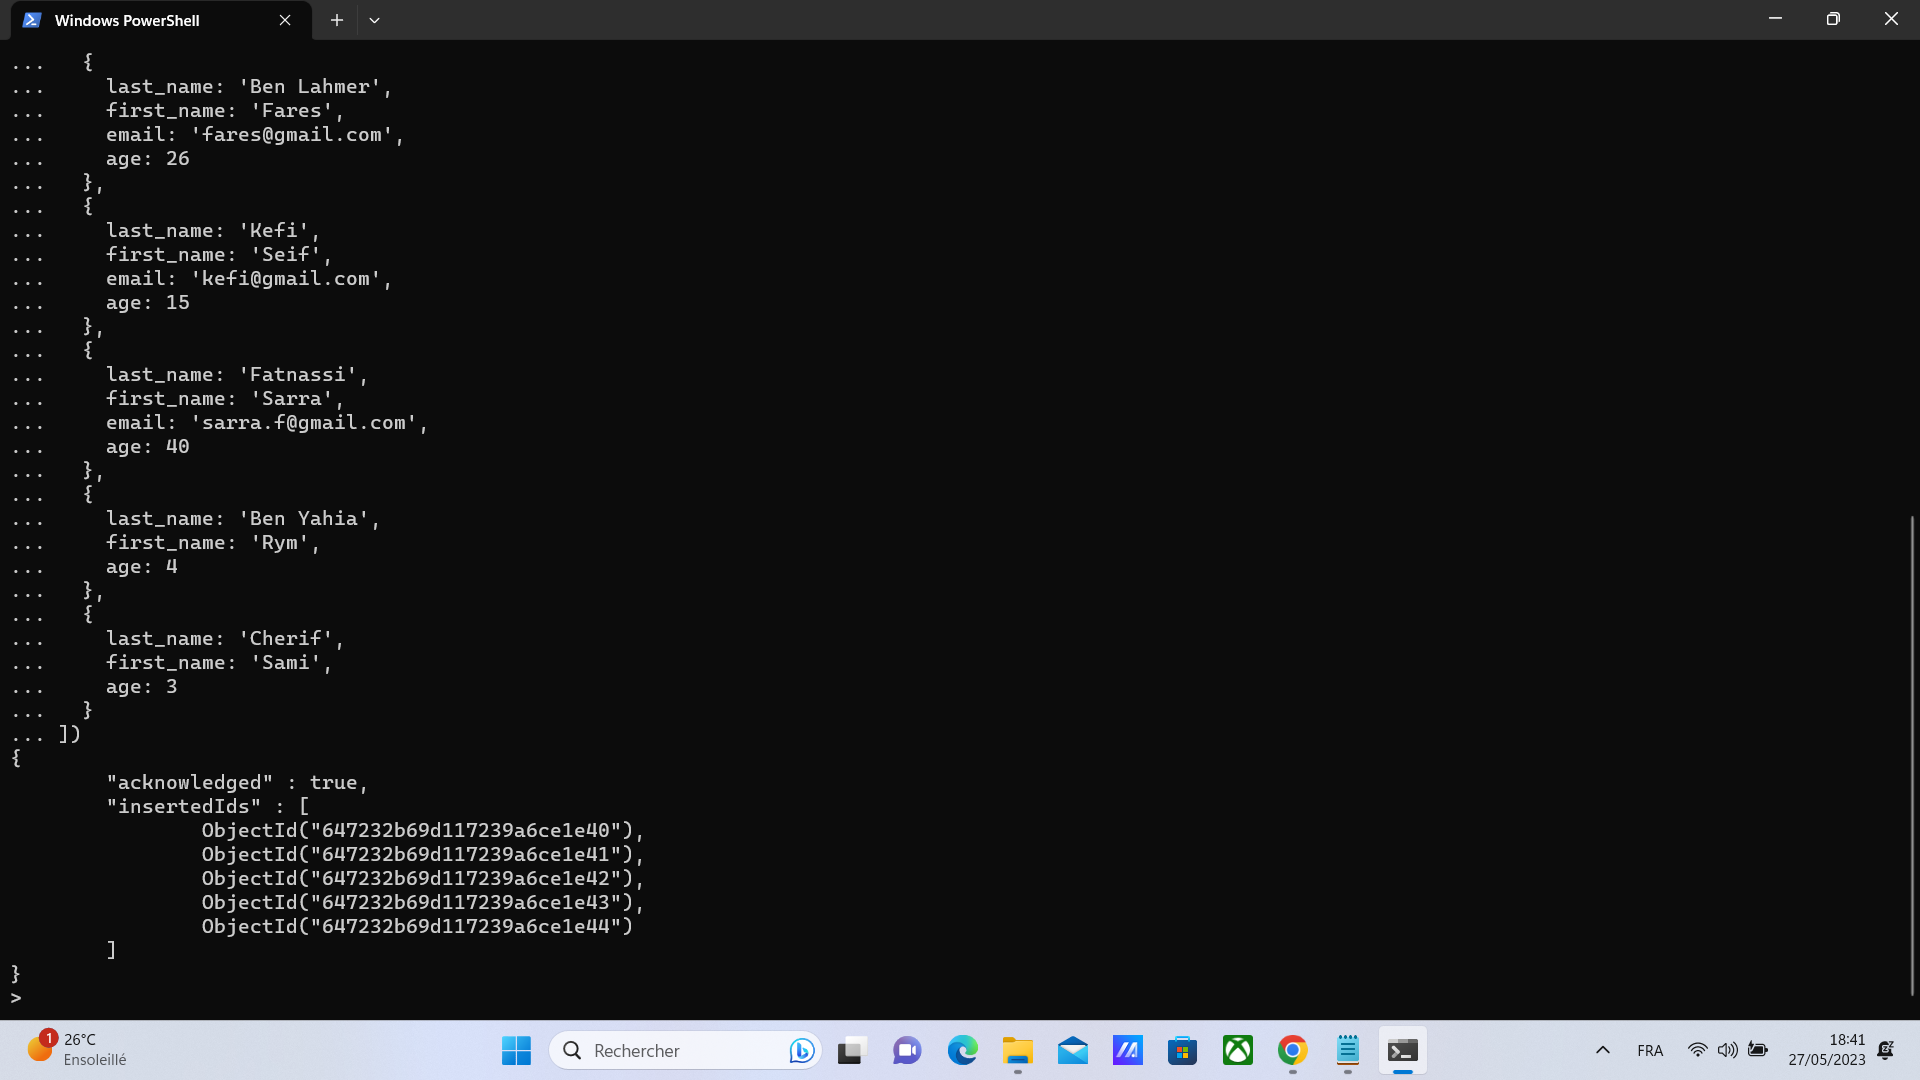 Windows PowerShell
...   {
...     last_name: 'Ben Lahmer',
...     first_name: 'Fares',
...     email: 'fares@gmail.com',
...     age: 26
...   },
...   {
...     last_name: 'Kefi',
...     first_name: 'Seif',
...     email: 'kefi@gmail.com',
...     age: 15
...   },
...   {
...     last_name: 'Fatnassi',
...     first_name: 'Sarra',
...     email: 'sarra.f@gmail.com',
...     age: 40
...   },
...   {
...     last_name: 'Ben Yahia',
...     first_name: 'Rym',
...     age: 4
...   },
...   {
...     last_name: 'Cherif',
...     first_name: 'Sami',
...     age: 3
...   }
... ])
{
        "acknowledged" : true,
        "insertedIds" : [
                ObjectId("647232b69d117239a6ce1e40"),
                ObjectId("647232b69d117239a6ce1e41"),
                ObjectId("647232b69d117239a6ce1e42"),
                ObjectId("647232b69d117239a6ce1e43"),
                ObjectId("647232b69d117239a6ce1e44")
        ]
}
>
1
26°C
Ensoleillé
Rechercher
FRA
18:41
27/05/2023